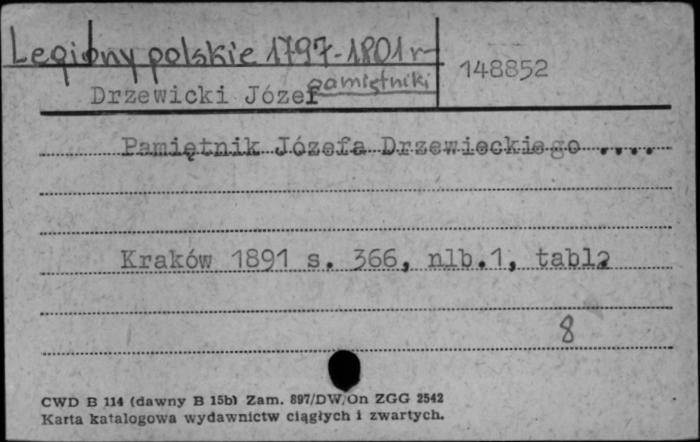 Legiony polskie 1797-1801 r-
pamiętniki
148852
Drzewicki Józef
Pamiętnik Józefa Drzewieckiego ....
Kraków 1891 s. 366, nlb.1, tabl2
8
CWD B 114 (dawny B 15b) Zam. 897/DW/On ZGG 2542
Karta katalogowa wydawnictw ciągłych i zwartych.